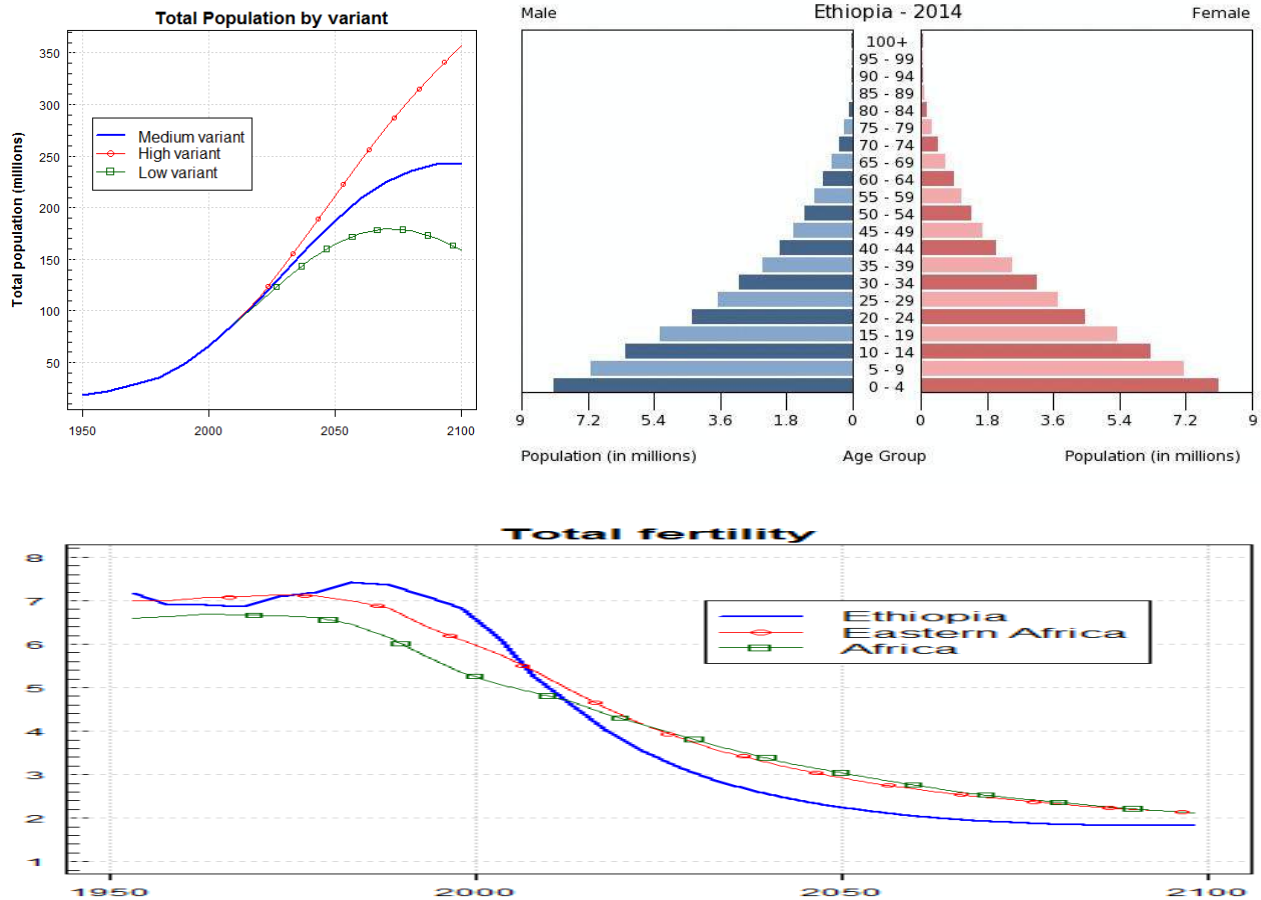 Total Population by variant
Total population (millions)
350
300
250
200
150
100
50
Medium variant
High variant
Low variant
1950 2000 2050 2100
Male Ethiopia - 2014 Female
100+
95 - 99
90 - 94
85 - 89
80 - 84
75 - 79
70 - 74
65 - 69
60 - 64
55 - 59
50 - 54
45 - 49
40 - 44
35 - 39
30 - 34
25 - 29
20 - 24
15 - 19
10 - 14
5 - 9
0 - 4
9 7.2 5.4 3.6 1.8 0 0 1.8 3.6 5.4 7.2 9
Population (in millions) Age Group Population (in millions)
Total fertility
8
7
6
5
4
3
2
1
Ethiopia
Eastern Africa
Africa
1950 2000 2050 2100